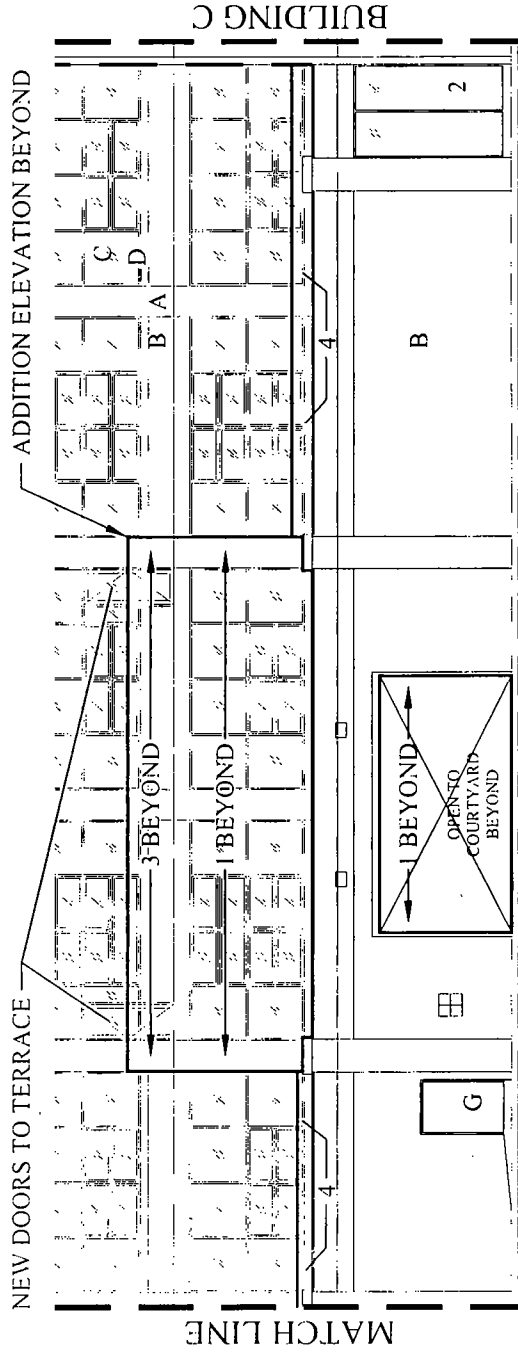 NEW DOORS TO TERRACE
ADDITION ELEVATION BEYOND
MATCH LINE
BUILDING C
C
D
A
B
3 BEYOND
1 BEYOND
4
4
B
2
G
1 BEYOND
OPEN TO
COURTYARD
BEYOND